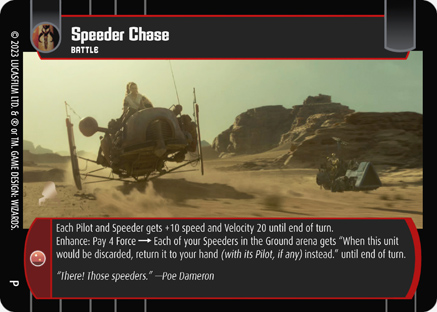 Speeder Chase
BATTLE
© 2023 LUCASFILM LTD. & ® or TM. GAME DESIGN: WIZARDS.
P
Each Pilot and Speeder gets +10 speed and Velocity 20 until end of turn.
Enhance: Pay 4 Force → Each of your Speeders in the Ground arena gets "When this unit
would be discarded, return it to your hand (with its Pilot, if any) instead." until end of turn.
"There! Those speeders." —Poe Dameron